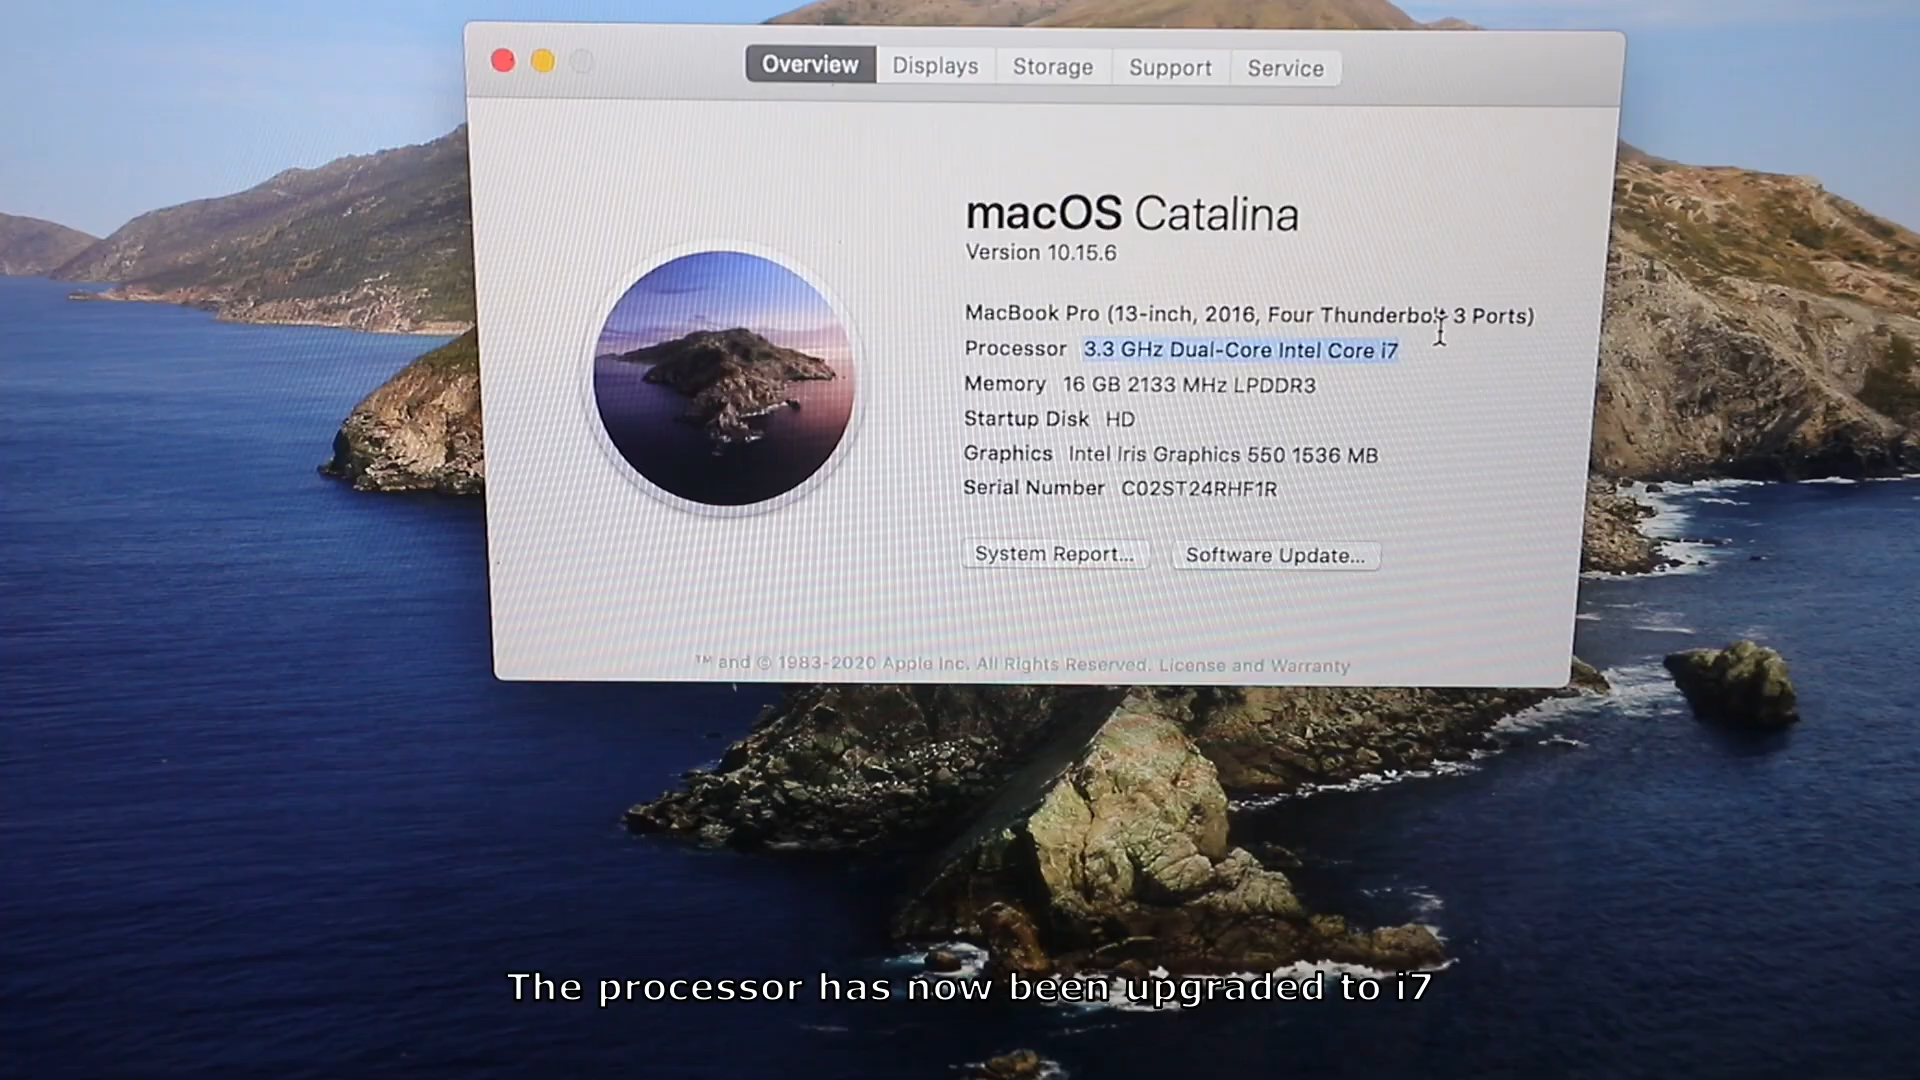 Overview Displays Storage Support Service
macOS Catalina
Version 10.15.6
MacBook Pro (13-inch, 2016, Four Thunderbolt 3 Ports)
Processor 3.3 GHz Dual-Core Intel Core i7
Memory 16 GB 2133 MHz LPDDR3
Startup Disk HD
Graphics Intel Iris Graphics 550 1536 MB
Serial Number C02ST24RHF1R
System Report... Software Update...
™ and © 1983-2020 Apple Inc. All Rights Reserved. License and Warranty
The processor has now been upgraded to i7